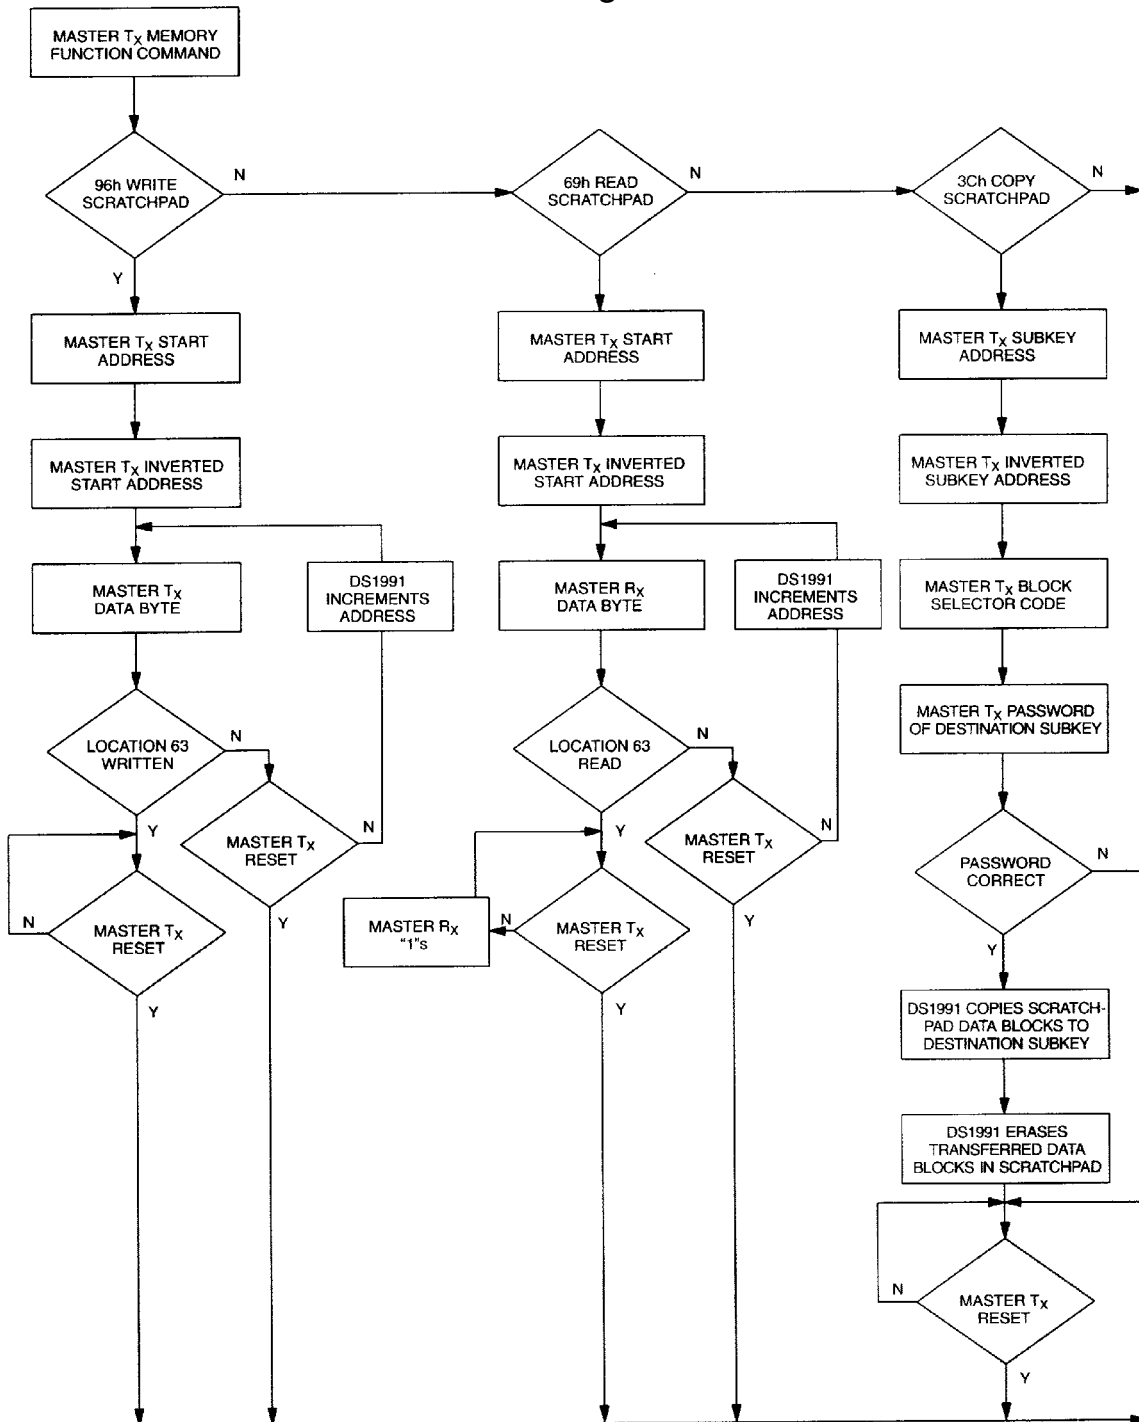 g
MASTER TX MEMORY
FUNCTION COMMAND
96h WRITE
SCRATCHPAD
N
Y
69h READ
SCRATCHPAD
N
3Ch COPY
SCRATCHPAD
N
MASTER TX START
ADDRESS
MASTER TX INVERTED
START ADDRESS
MASTER TX
DATA BYTE
DS1991
INCREMENTS
ADDRESS
LOCATION 63
WRITTEN
N
Y
MASTER TX
RESET
N
Y
MASTER TX
RESET
N
Y
MASTER TX START
ADDRESS
MASTER TX INVERTED
START ADDRESS
MASTER RX
DATA BYTE
DS1991
INCREMENTS
ADDRESS
LOCATION 63
READ
N
Y
MASTER TX
RESET
N
Y
MASTER RX
"1"s
N
MASTER TX
RESET
Y
MASTER TX SUBKEY
ADDRESS
MASTER TX INVERTED
SUBKEY ADDRESS
MASTER TX BLOCK
SELECTOR CODE
MASTER TX PASSWORD
OF DESTINATION SUBKEY
PASSWORD
CORRECT
N
Y
DS1991 COPIES SCRATCH-
PAD DATA BLOCKS TO
DESTINATION SUBKEY
DS1991 ERASES
TRANSFERRED DATA
BLOCKS IN SCRATCHPAD
MASTER TX
RESET
N
Y